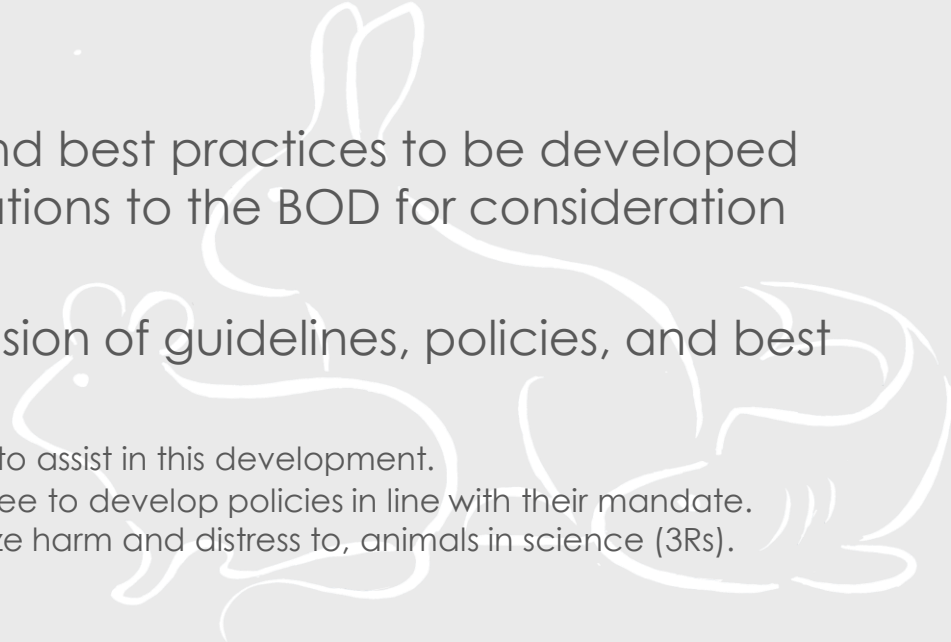 nd best practices to be developed
ations to the BOD for consideration
sion of guidelines, policies, and best
to assist in this development.
ee to develop policies in line with their mandate.
ze harm and distress to, animals in science (3Rs).